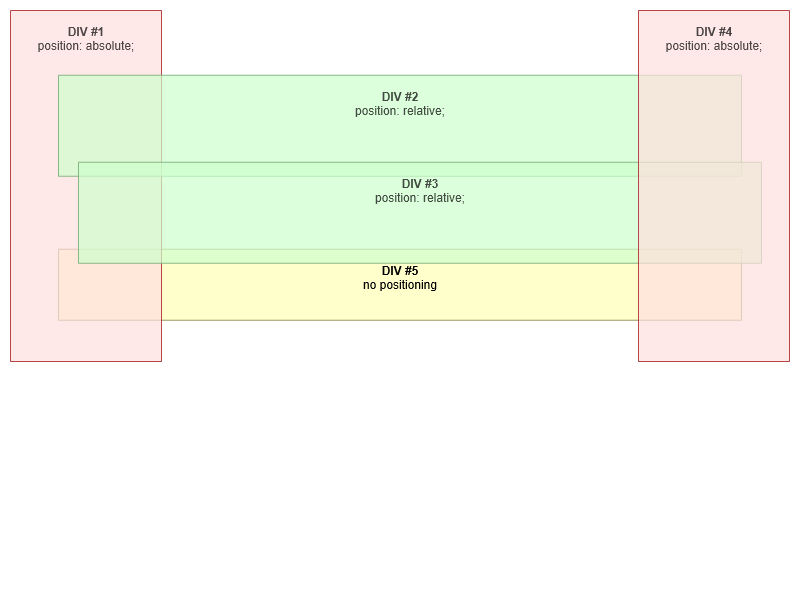 DIV #1
position: absolute;
DIV #4
position: absolute;
DIV #2
position: relative;
DIV #3
position: relative;
DIV #5
no positioning